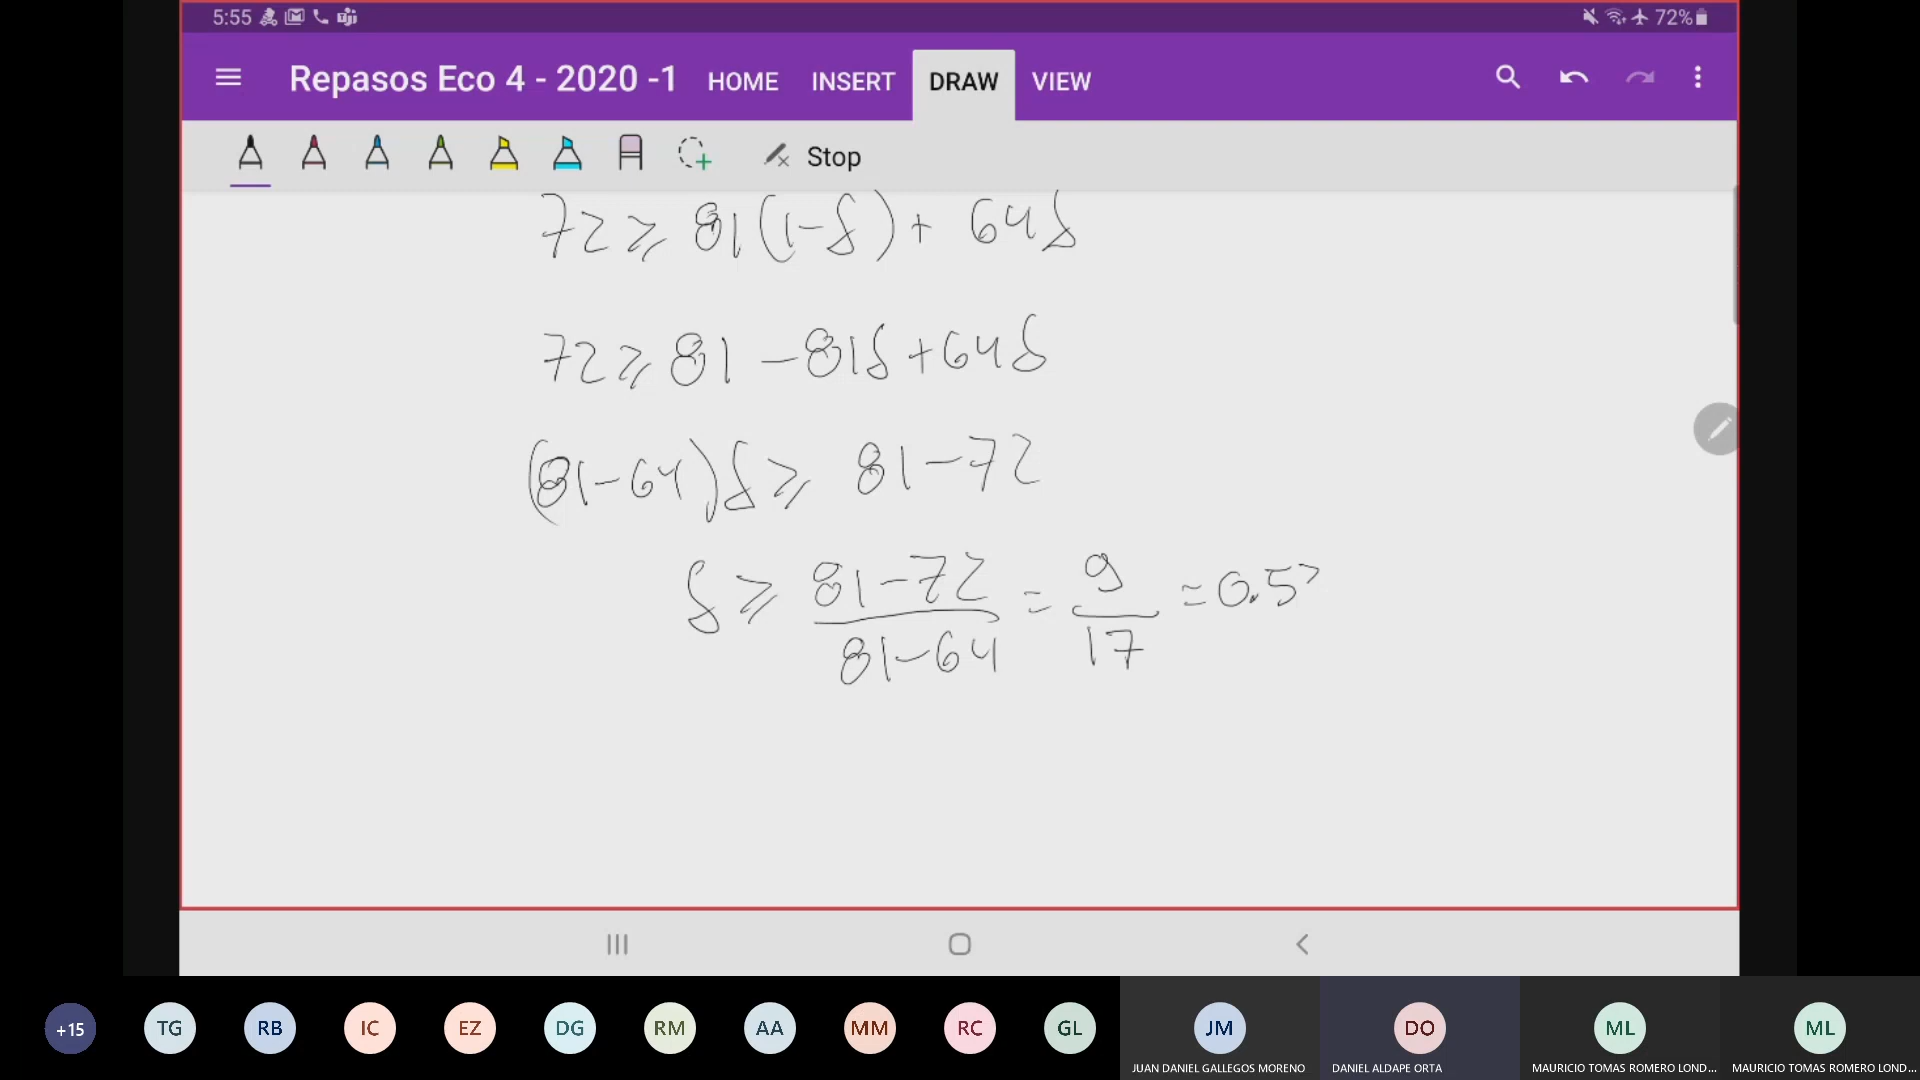 5:55 72%
Repasos Eco 4 - 2020 -1 HOME INSERT DRAW VIEW
Stop
72 ≥ 81(1-δ) + 64δ
72 ≥ 81 - 81δ + 64δ
(81-64)δ ≥ 81-72
δ ≥ 81-72 / 81-64 = 9 / 17 = 0.5
+15 TG RB IC EZ DG RM AA MM RC GL JM DO ML ML
JUAN DANIEL GALLEGOS MORENO DANIEL ALDAPE ORTA MAURICIO TOMAS ROMERO LOND... MAURICIO TOMAS ROMERO LOND...